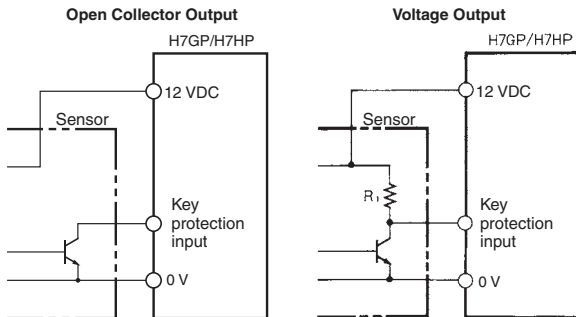 Open Collector Output
H7GP/H7HP
12 VDC
Sensor
Key
protection
input
0 V
Voltage Output
H7GP/H7HP
12 VDC
Sensor
R1
Key
protection
input
0 V